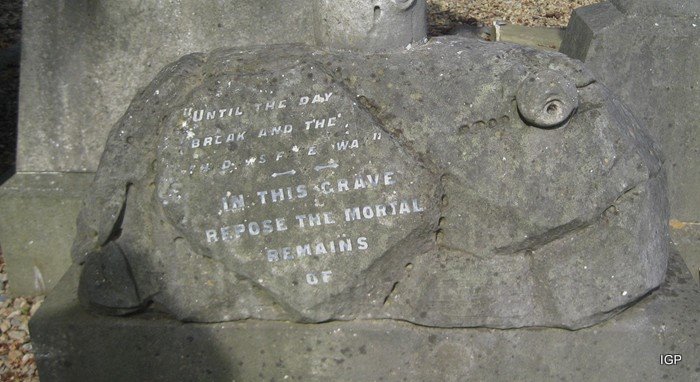 "UNTIL THE DAY
BREAK AND THE
IN THIS GRAVE
REPOSE THE MORTAL
REMAINS
OF
IGP